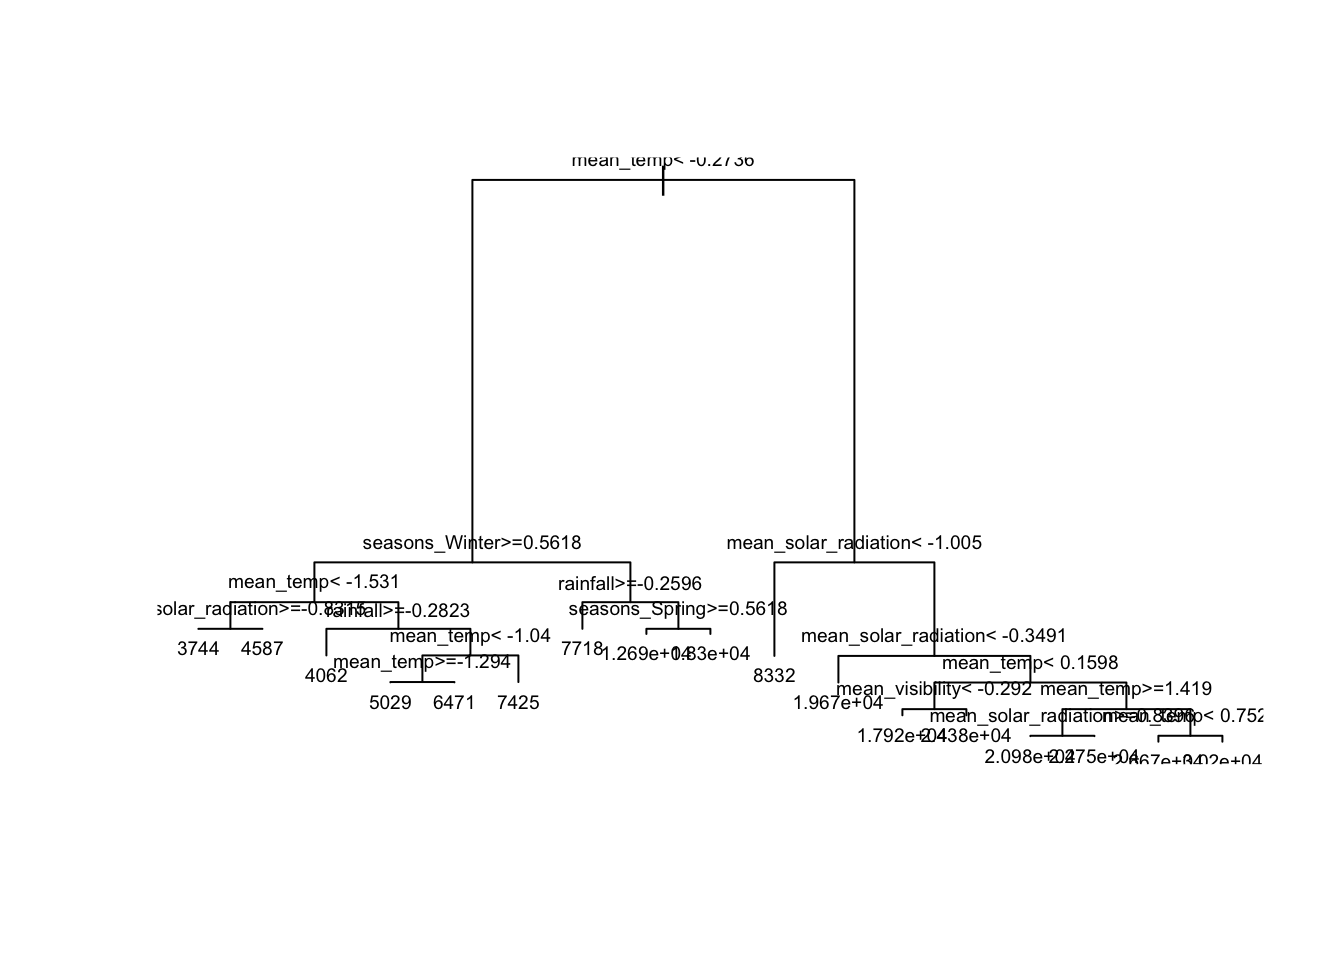 mean_temp< -0.2736
seasons_Winter>=0.5618
mean_solar_radiation< -1.005
mean_temp< -1.531
rainfall>=-0.2596
solar_radiation>=-0.8315
rainfall>=-0.2823
seasons_Spring>=0.5618
mean_temp< -1.04
mean_solar_radiation< -0.3491
3744
4587
7718
1.269e+04
1.83e+04
mean_temp>=-1.294
mean_temp< 0.1598
4062
8332
mean_visibility< -0.292
mean_temp>=1.419
5029
6471
7425
1.967e+04
mean_solar_radiation>=
mean_temp< 0.752
1.792e+04
2.438e+04
2.098e+04
2.275e+04
2.667e+04
3.02e+04